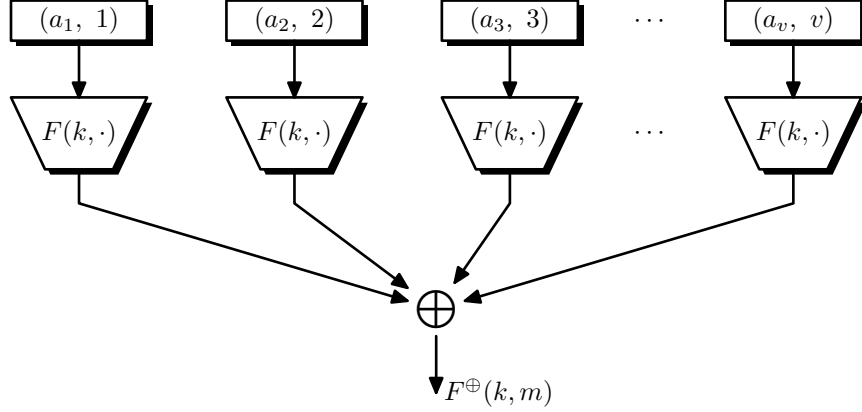 (a₁, 1) (a₂, 2) (a₃, 3) ⋯ (aᵥ, v)
F(k, ·) F(k, ·) F(k, ·) ⋯ F(k, ·)
F^⊕(k, m)